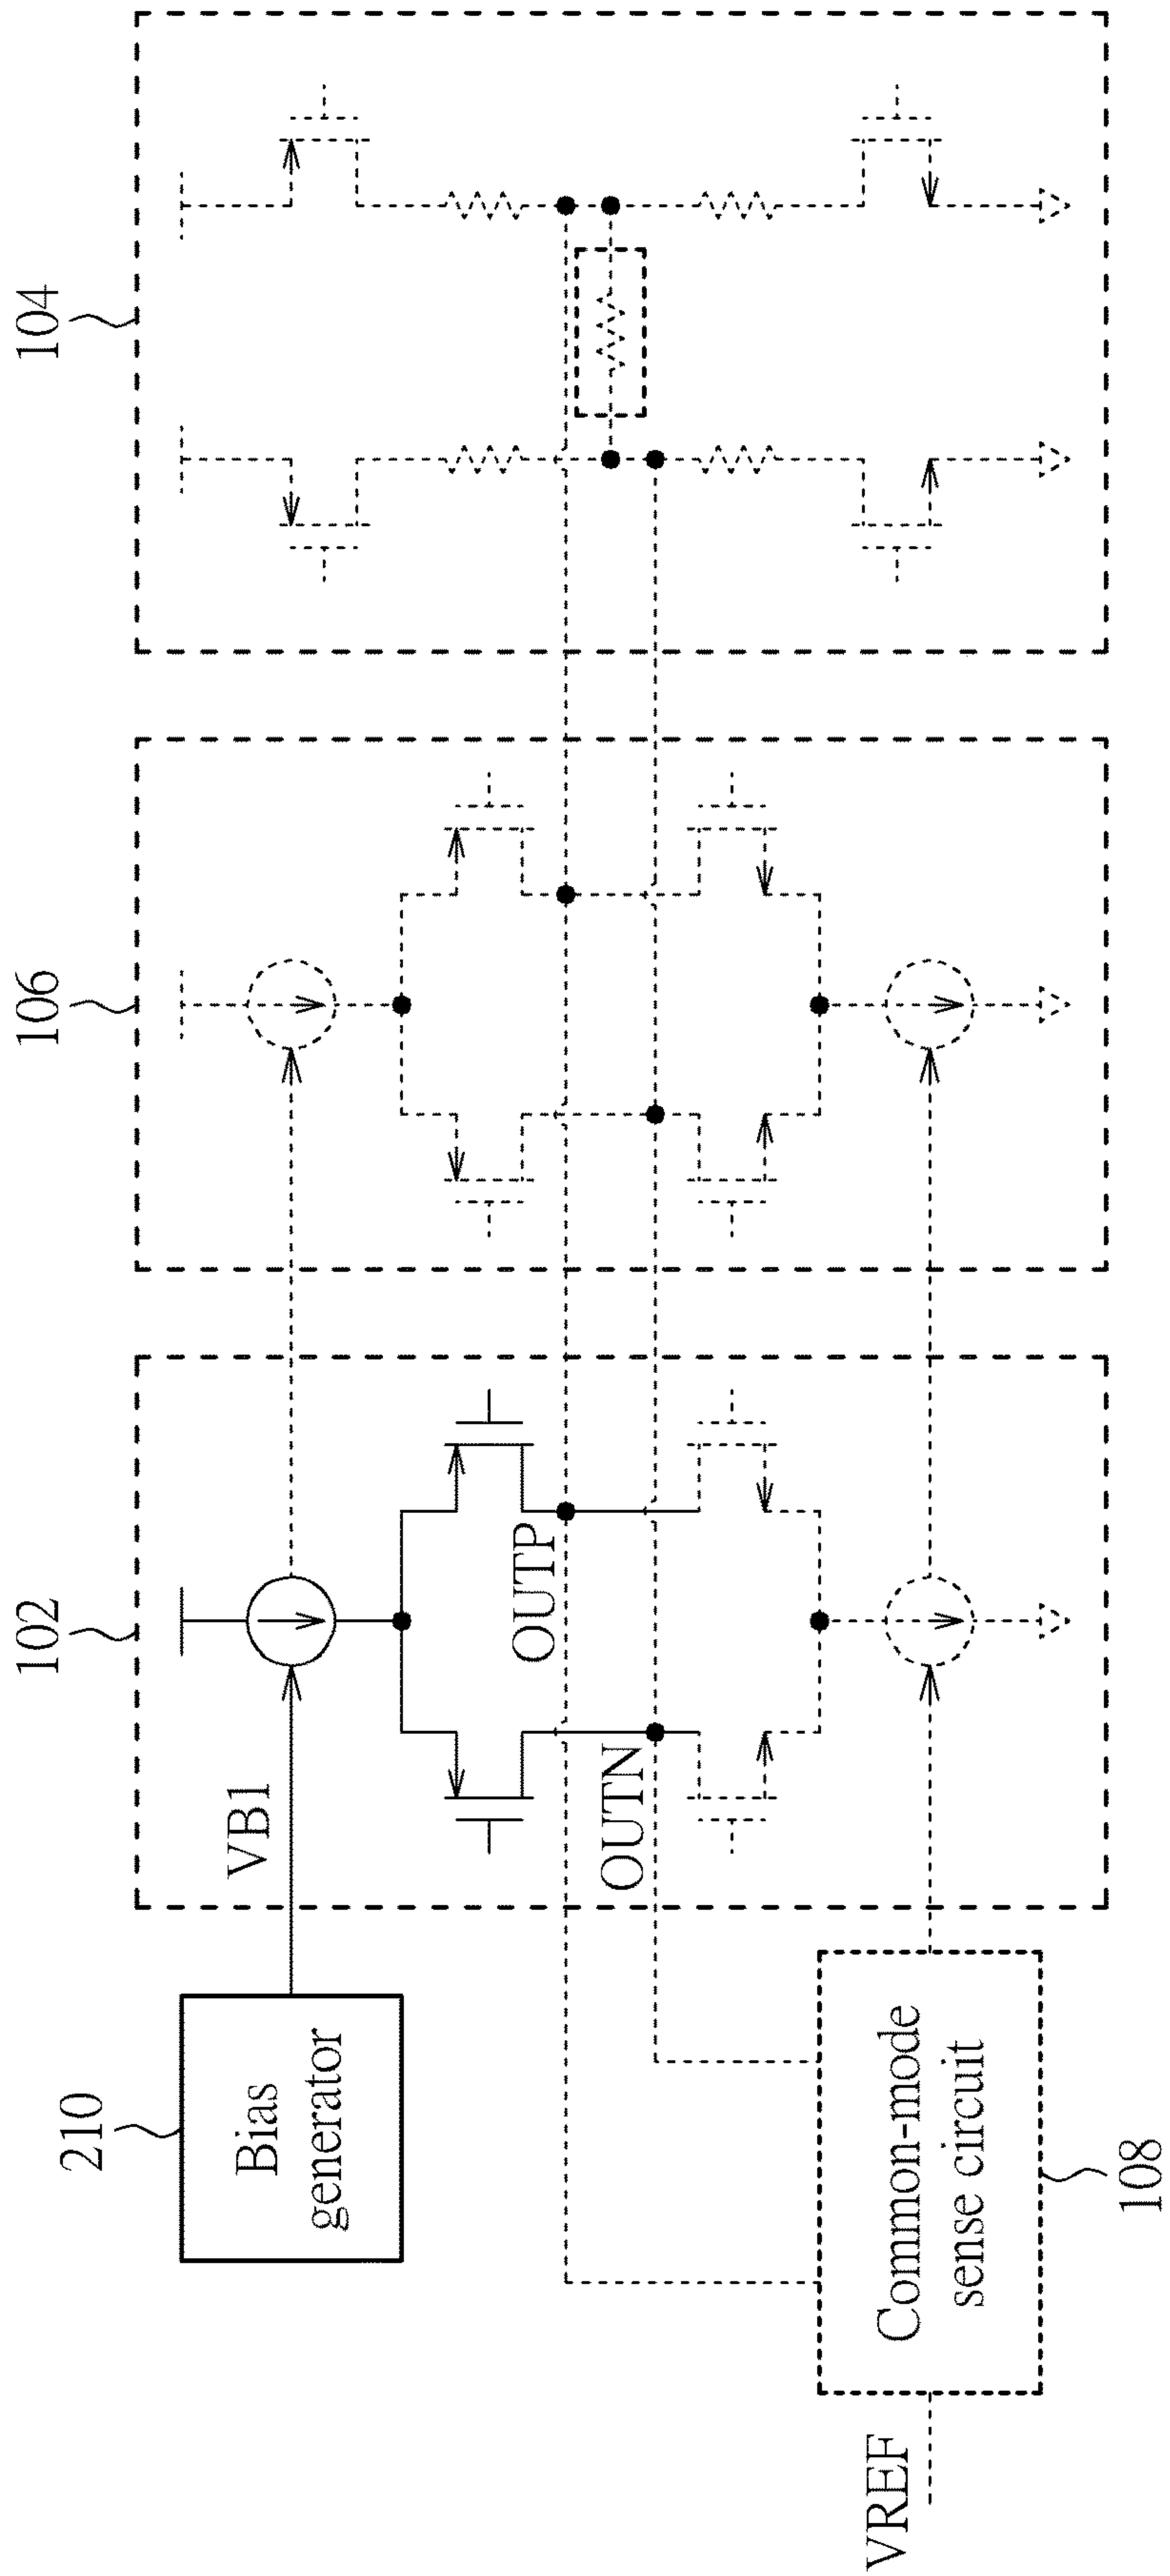 210
102
106
104
Bias
generator
VB1
OUTP
OUTN
VREF
Common-mode
sense circuit
108